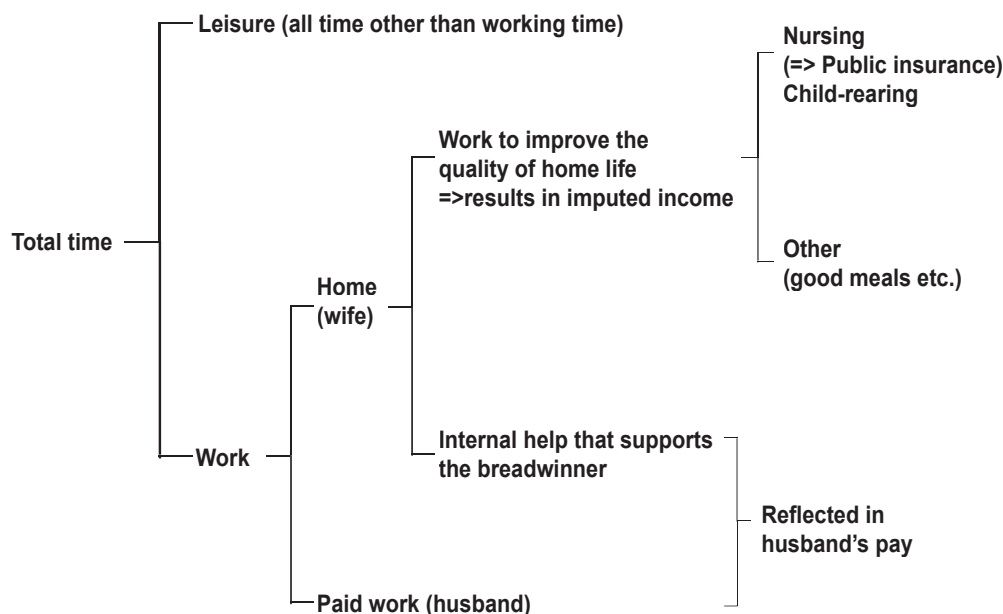 Leisure (all time other than working time)
Nursing
(=> Public insurance)
Child-rearing
Work to improve the
quality of home life
=>results in imputed income
Total time
Other
(good meals etc.)
Home
(wife)
Internal help that supports
the breadwinner
Work
Reflected in
husband's pay
Paid work (husband)